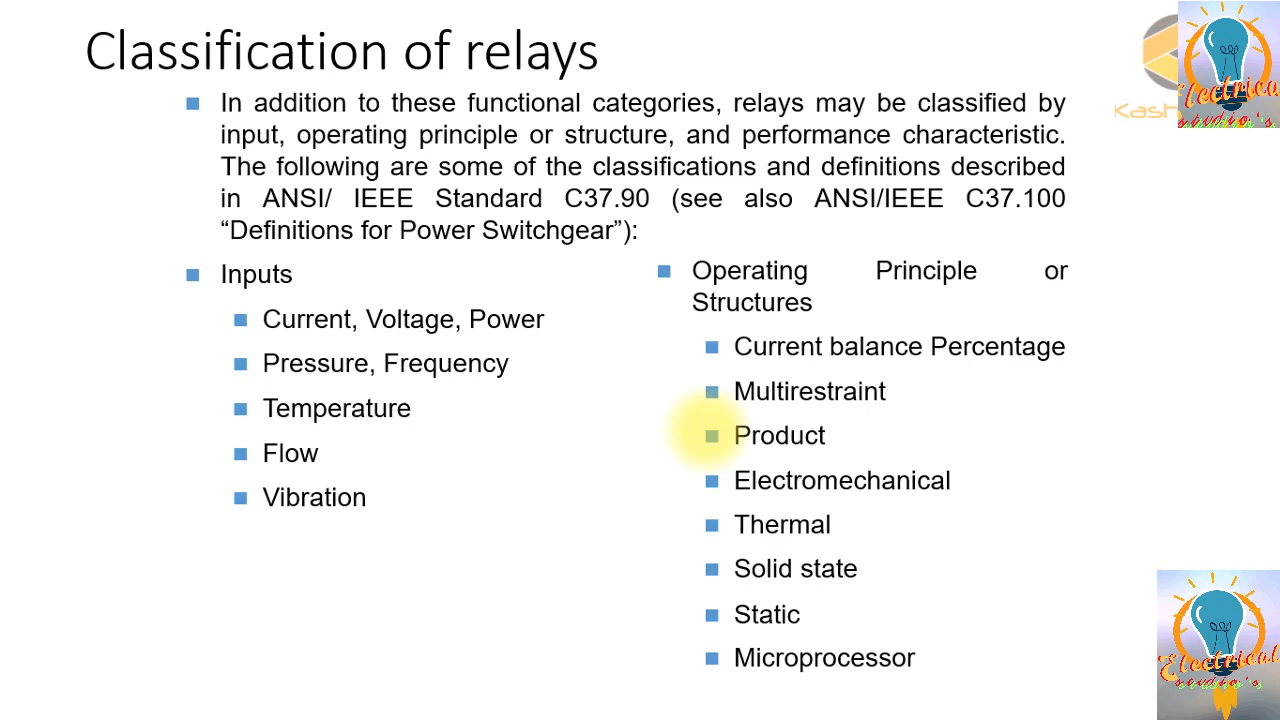 Classification of relays
In addition to these functional categories, relays may be classified by
input, operating principle or structure, and performance characteristic.
The following are some of the classifications and definitions described
in ANSI/ IEEE Standard C37.90 (see also ANSI/IEEE C37.100
“Definitions for Power Switchgear”):
Inputs
Current, Voltage, Power
Pressure, Frequency
Temperature
Flow
Vibration
Operating Principle or
Structures
Current balance Percentage
Multirestraint
Product
Electromechanical
Thermal
Solid state
Static
Microprocessor
Kash
Electrical
studio's
Electrical
studio's